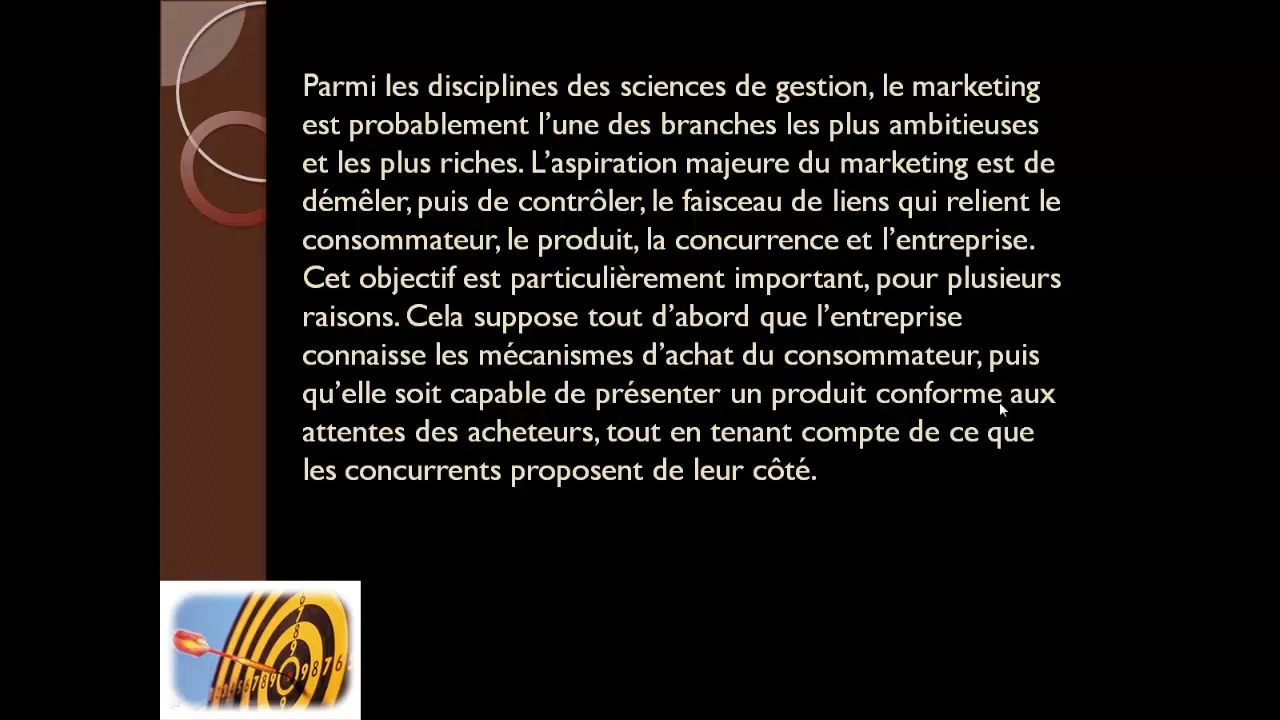 Parmi les disciplines des sciences de gestion, le marketing
est probablement l’une des branches les plus ambitieuses
et les plus riches. L’aspiration majeure du marketing est de
démêler, puis de contrôler, le faisceau de liens qui relient le
consommateur, le produit, la concurrence et l’entreprise.
Cet objectif est particulièrement important, pour plusieurs
raisons. Cela suppose tout d’abord que l’entreprise
connaisse les mécanismes d’achat du consommateur, puis
qu’elle soit capable de présenter un produit conforme aux
attentes des acheteurs, tout en tenant compte de ce que
les concurrents proposent de leur côté.